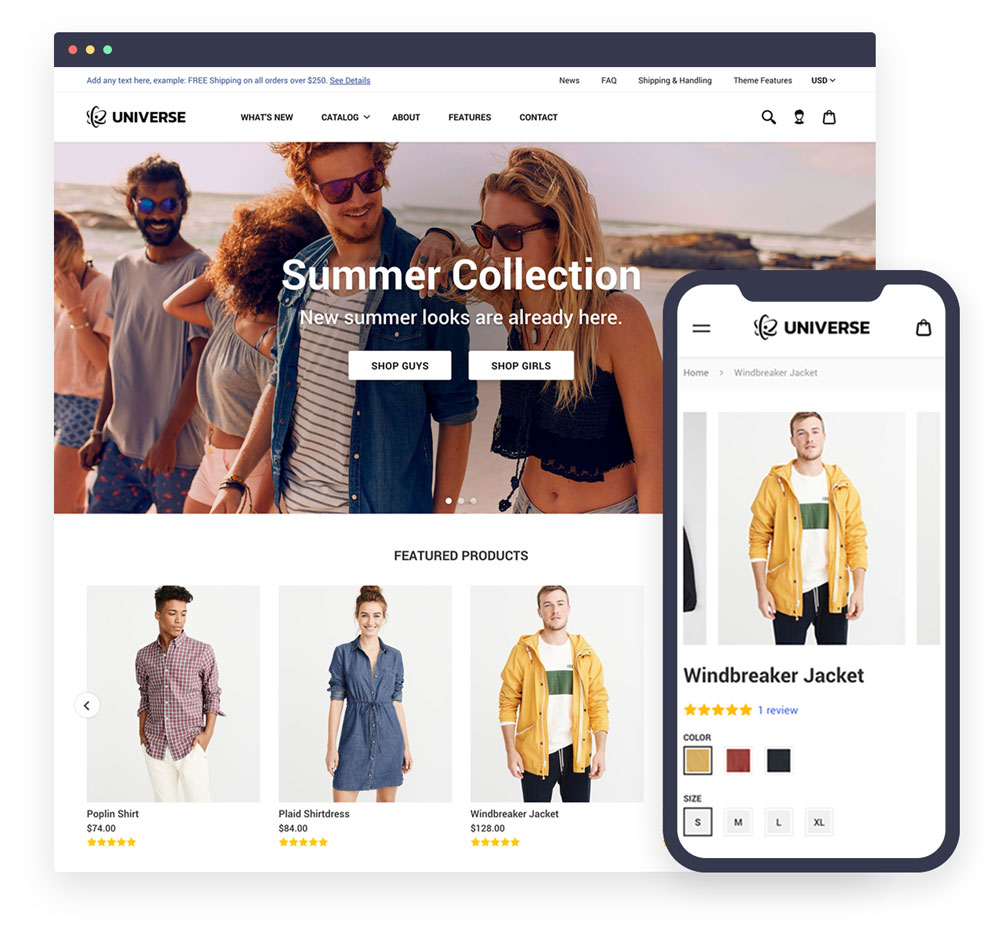 Add any text here, example: FREE Shipping on all orders over $250. See Details
News FAQ Shipping & Handling Theme Features USD
UNIVERSE
WHAT'S NEW CATALOG ABOUT FEATURES CONTACT
Summer Collection
New summer looks are already here.
SHOP GUYS SHOP GIRLS
FEATURED PRODUCTS
Poplin Shirt
$74.00
Plaid Shirtdress
$84.00
Windbreaker Jacket
$128.00
UNIVERSE
Home > Windbreaker Jacket
Windbreaker Jacket
1 review
COLOR
SIZE
S M L XL